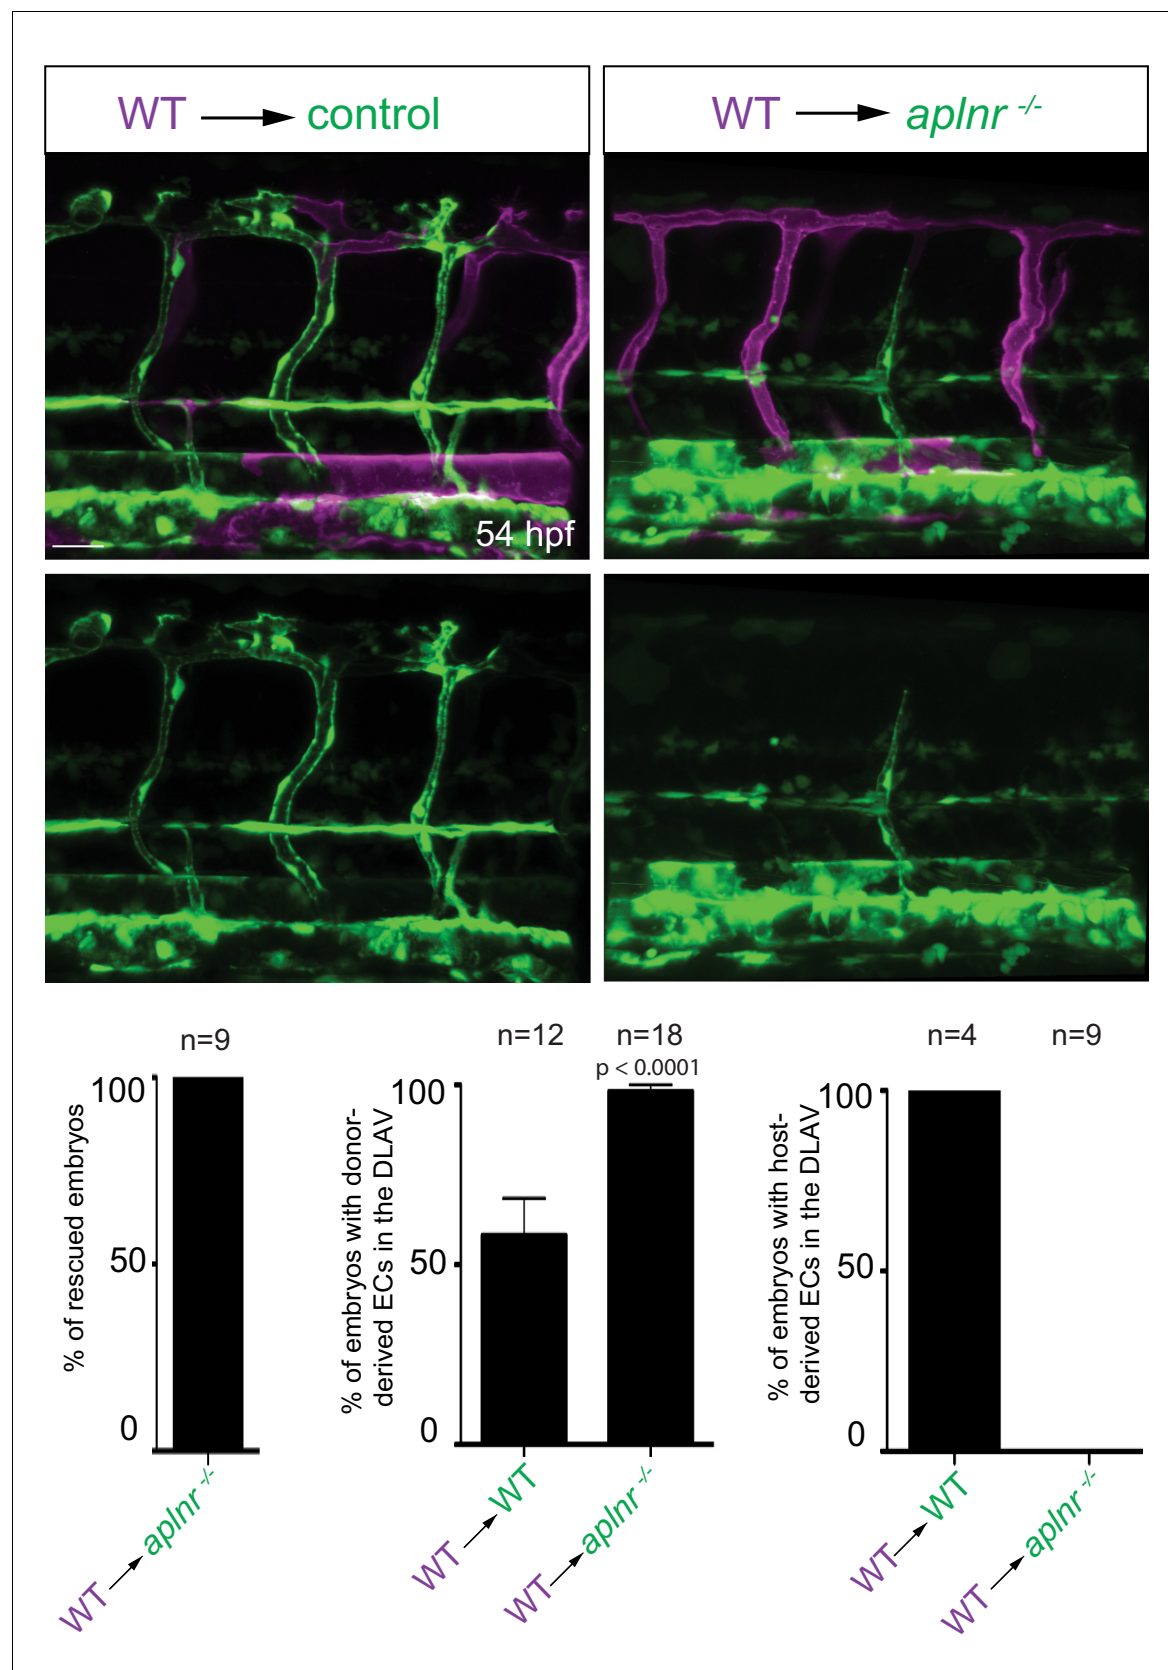 WT → control
WT → aplnr -/-
54 hpf
n=9
% of rescued embryos
100
50
0
WT → aplnr -/-
n=12
n=18
p < 0.0001
% of embryos with donor-
derived ECs in the DLAV
100
50
0
WT → WT
WT → aplnr -/-
n=4
n=9
% of embryos with host-
derived ECs in the DLAV
100
50
0
WT → WT
WT → aplnr -/-